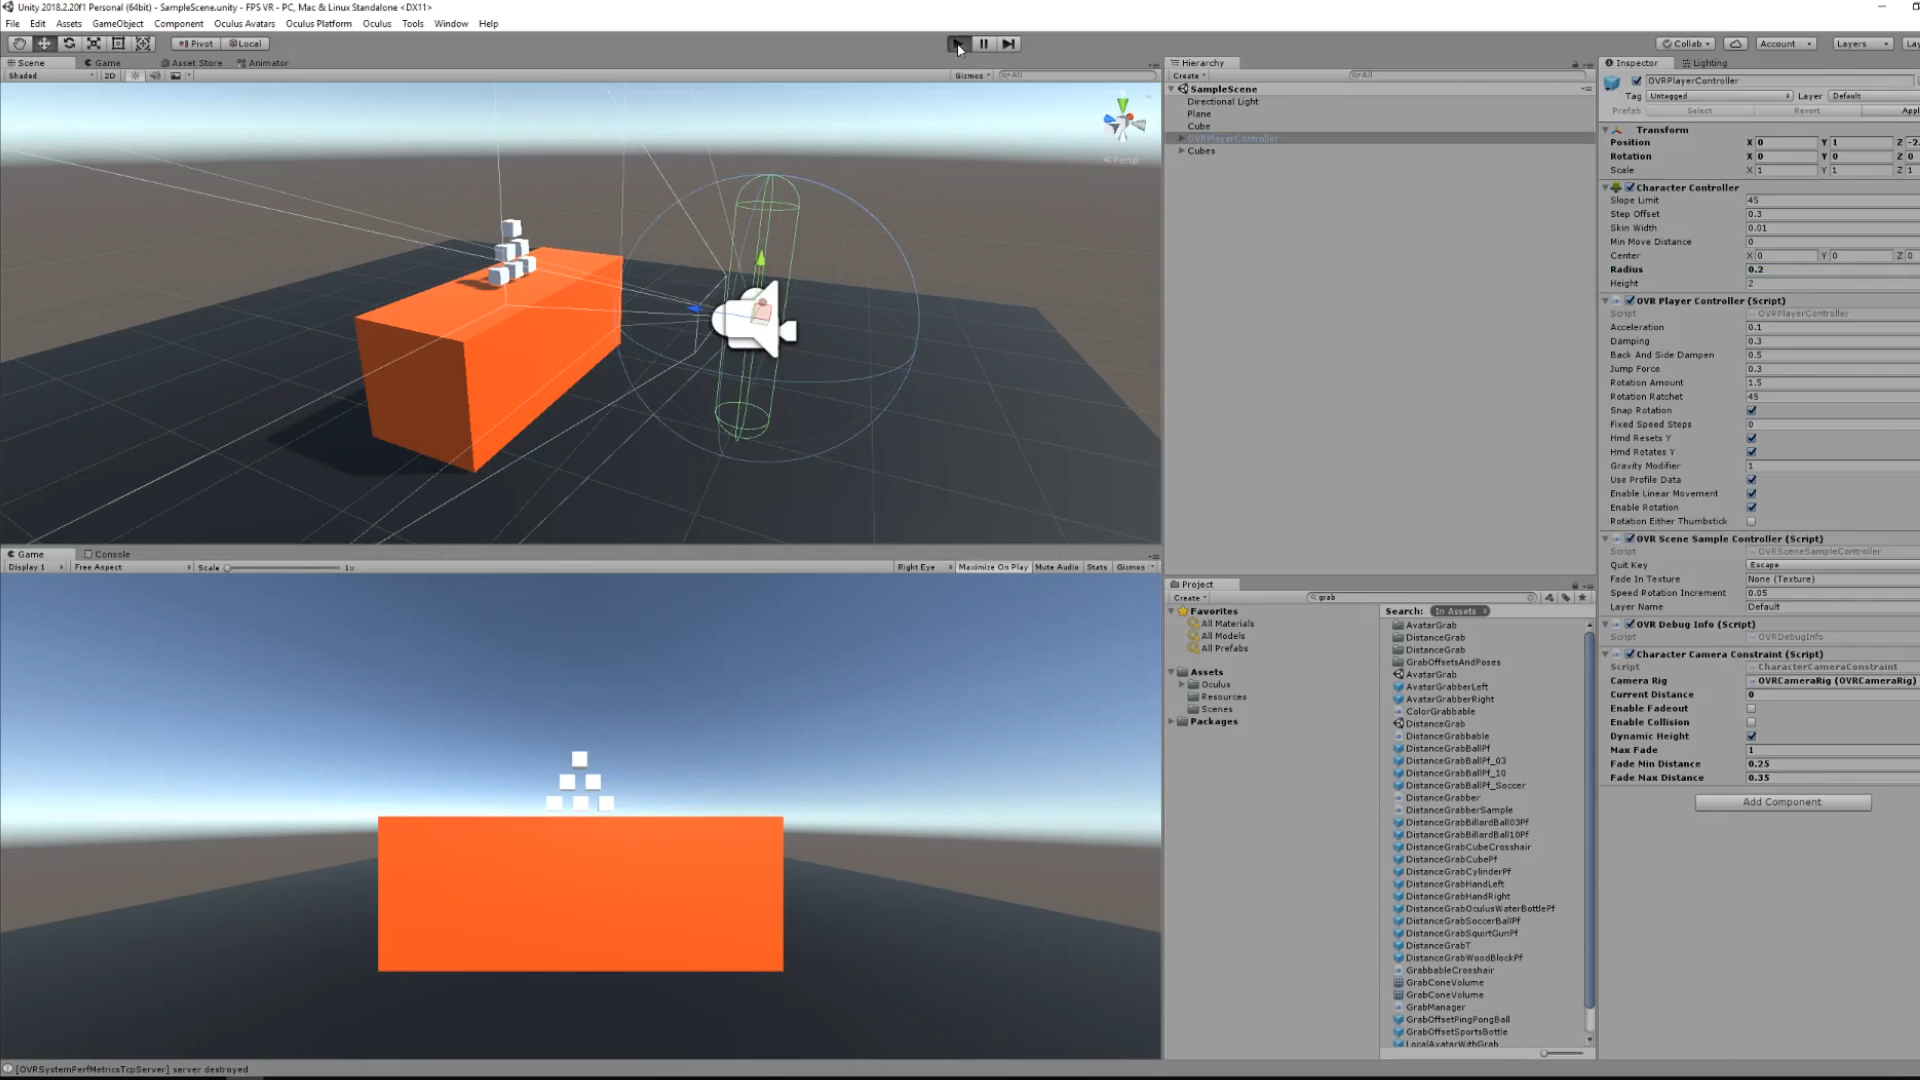 Unity 2018.2.20f1 Personal (64bit) - SampleScene.unity - FPS VR - PC, Mac & Linux Standalone <DX11>
File Edit Assets GameObject Component Oculus Avatars Oculus Platform Oculus Tools Window Help
Pivot Local Collab Account Layers Lay
Scene Game Asset Store Animator
Shaded 2D Gizmos All
< Persp
Hierarchy
Create All
SampleScene
Directional Light
Plane
Cube
OVRPlayerController
Cubes
Inspector Lighting
OVRPlayerController
Tag Untagged Layer Default
Prefab Select Revert Appl
Transform
Position X 0 Y 1 Z -2.
Rotation X 0 Y 0 Z 0
Scale X 1 Y 1 Z 1
Character Controller
Slope Limit 45
Step Offset 0.3
Skin Width 0.01
Min Move Distance 0
Center X 0 Y 0 Z 0
Radius 0.2
Height 2
OVR Player Controller (Script)
Script OVRPlayerController
Acceleration 0.1
Damping 0.3
Back And Side Dampen 0.5
Jump Force 0.3
Rotation Amount 1.5
Rotation Ratchet 45
Snap Rotation
Fixed Speed Steps 0
Hmd Resets Y
Hmd Rotates Y
Gravity Modifier 1
Use Profile Data
Enable Linear Movement
Enable Rotation
Rotation Either Thumbstick
OVR Scene Sample Controller (Script)
Script OVRSceneSampleController
Quit Key Escape
Fade In Texture None (Texture)
Speed Rotation Increment 0.05
Layer Name Default
OVR Debug Info (Script)
Script OVRDebugInfo
Character Camera Constraint (Script)
Script CharacterCameraConstraint
Camera Rig OVRCameraRig (OVRCameraRig)
Current Distance 0
Enable Fadeout
Enable Collision
Dynamic Height
Max Fade 1
Fade Min Distance 0.25
Fade Max Distance 0.35
Add Component
Game Console
Display 1 Free Aspect Scale 1x Right Eye Maximize On Play Mute Audio Stats Gizmos
Project
Create grab
Favorites
All Materials
All Models
All Prefabs
Assets
Oculus
Resources
Scenes
Packages
Search: In Assets
AvatarGrab
DistanceGrab
DistanceGrab
GrabOffsetsAndPoses
AvatarGrab
AvatarGrabberLeft
AvatarGrabberRight
ColorGrabbable
DistanceGrab
DistanceGrabbable
DistanceGrabBallPf
DistanceGrabBallPf_03
DistanceGrabBallPf_10
DistanceGrabBallPf_Soccer
DistanceGrabber
DistanceGrabberSample
DistanceGrabBillardBall03Pf
DistanceGrabBillardBall10Pf
DistanceGrabCubeCrosshair
DistanceGrabCubePf
DistanceGrabCylinderPf
DistanceGrabHandLeft
DistanceGrabHandRight
DistanceGrabOculusWaterBottlePf
DistanceGrabSoccerBallPf
DistanceGrabSquirtGunPf
DistanceGrabT
DistanceGrabWoodBlockPf
GrabbableCrosshair
GrabConeVolume
GrabConeVolume
GrabManager
GrabOffsetPingPongBall
GrabOffsetSportsBottle
LocalAvatarWithGrab
[OVRSystemPerfMetricsTcpServer] server destroyed